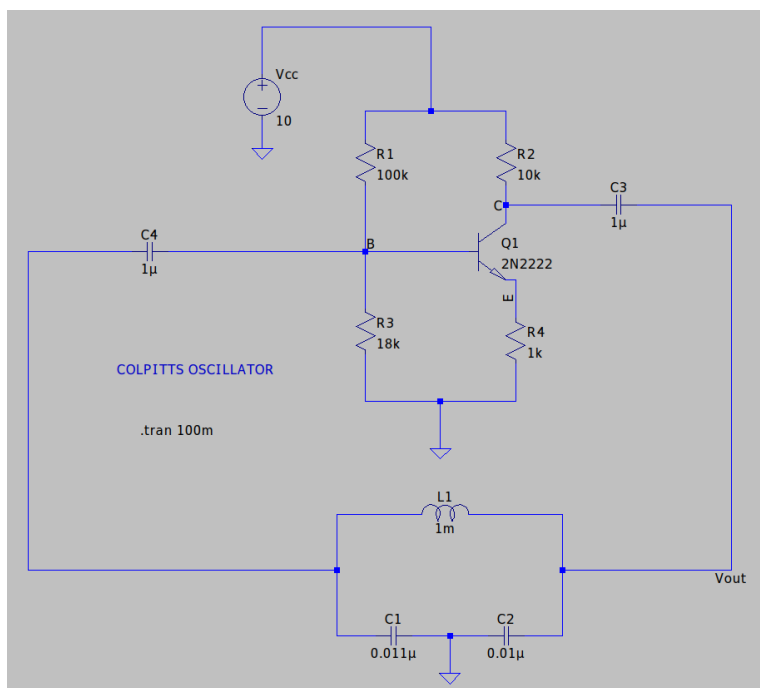 Vcc
10
R1
100k
R2
10k
C3
1µ
C
C4
1µ
B
Q1
2N2222
E
R3
18k
R4
1k
COLPITTS OSCILLATOR
.tran 100m
L1
1m
Vout
C1
0.011µ
C2
0.01µ